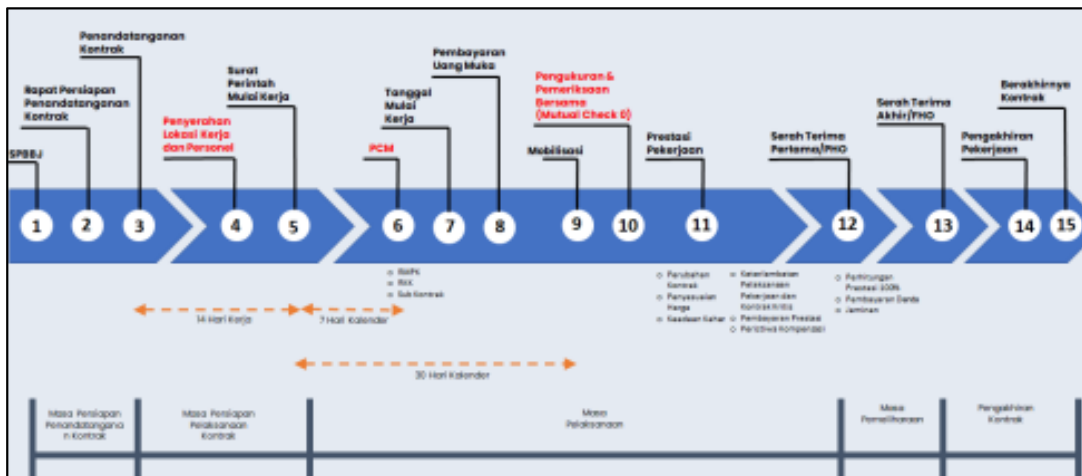 SPBBJ
Rapat Persiapan
Penandatanganan
Kontrak
Penandatanganan
Kontrak
Penyerahan
Lokasi Kerja
dan Personel
Surat
Perintah
Mulai Kerja
PCM
Tanggal
Mulai
Kerja
Pembayaran
Uang Muka
Mobilisasi
Pengukuran &
Pemeriksaan
Bersama
(Mutual Check 0)
Prestasi
Pekerjaan
Serah Terima
Pertama/PHO
Serah Terima
Akhir/FHO
Pengakhiran
Pekerjaan
Berakhirnya
Kontrak
1
2
3
4
5
6
7
8
9
10
11
12
13
14
15
RMPK
RKK
Sub Kontrak
Perubahan
Kontrak
Penyesuaian
Harga
Keadaan Kahar
Keterlambatan
Pelaksanaan
Pekerjaan dan
Kontrak Kritis
Pembayaran Prestasi
Peristiwa Kompensasi
Perhitungan
Prestasi 100%
Pembayaran Denda
Jaminan
14 Hari Kerja
7 Hari Kalender
30 Hari Kalender
Masa Persiapan
Penandatangana
n Kontrak
Masa Persiapan
Pelaksanaan
Kontrak
Masa
Pelaksanaan
Masa
Pemeliharaan
Pengakhiran
Kontrak